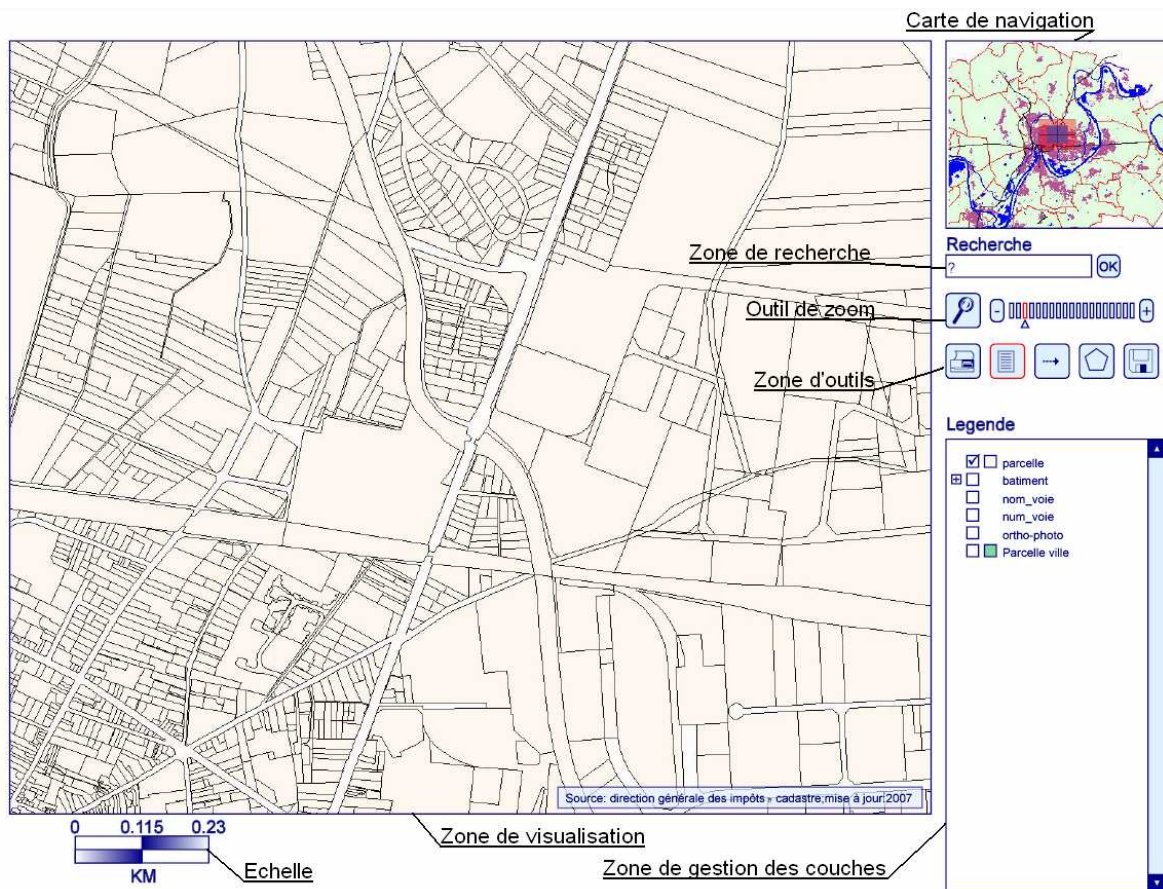 Carte de navigation
Recherche
Zone de recherche
?
OK
Outil de zoom
-
+
Zone d'outils
Legende
parcelle
batiment
nom_voie
num_voie
ortho-photo
Parcelle ville
Source: direction générale des impôts - cadastre;mise à jour:2007
0 0.115 0.23
KM
Echelle
Zone de visualisation
Zone de gestion des couches